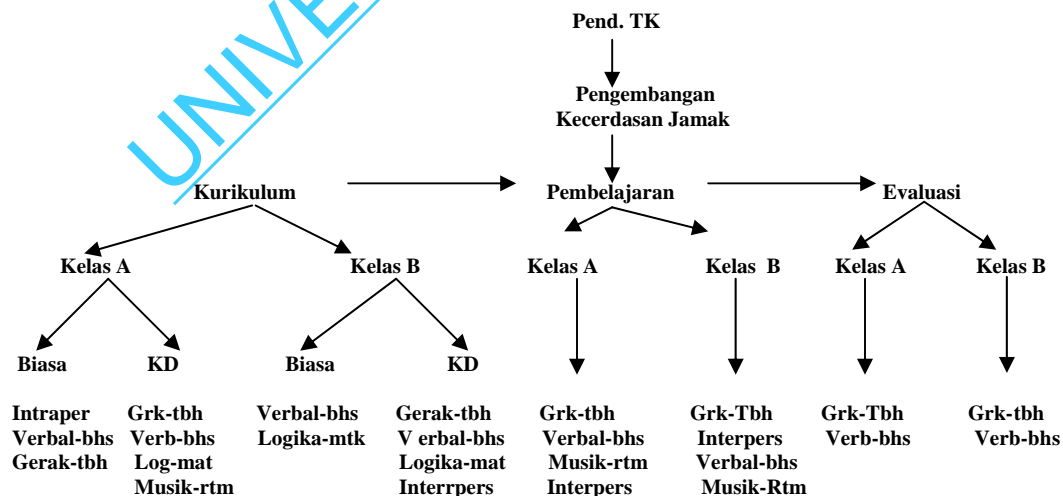 UNIVE
Pend. TK
Pengembangan
Kecerdasan Jamak
Kurikulum
Pembelajaran
Evaluasi
Kelas A
Kelas B
Kelas A
Kelas B
Kelas A
Kelas B
Biasa
KD
Biasa
KD
Intraper
Verbal-bhs
Gerak-tbh
Grk-tbh
Verb-bhs
Log-mat
Musik-rtm
Verbal-bhs
Logika-mtk
Gerak-tbh
V erbal-bhs
Logika-mat
Interrpers
Grk-tbh
Verbal-bhs
Musik-rtm
Interpers
Grk-Tbh
Interpers
Verbal-bhs
Musik-Rtm
Grk-Tbh
Verb-bhs
Grk-tbh
Verb-bhs